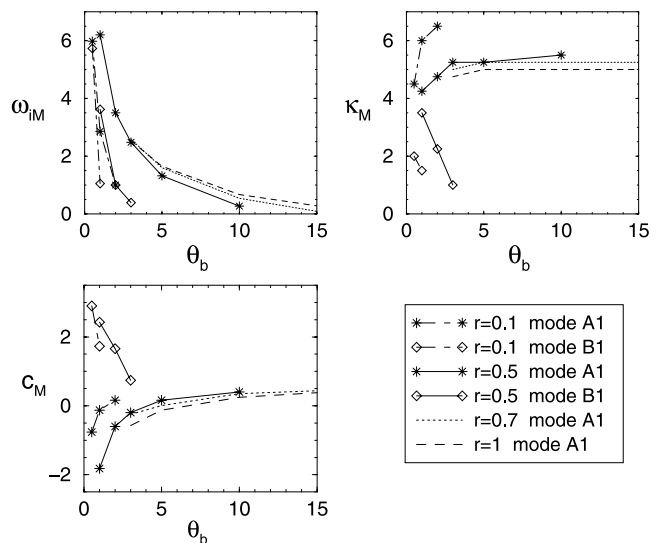 6
4
2
0
ω_iM
0 5 10 15
θ_b
6
4
2
0
κ_M
0 5 10 15
θ_b
2
0
−2
c_M
0 5 10 15
θ_b
r=0.1 mode A1
r=0.1 mode B1
r=0.5 mode A1
r=0.5 mode B1
r=0.7 mode A1
r=1 mode A1